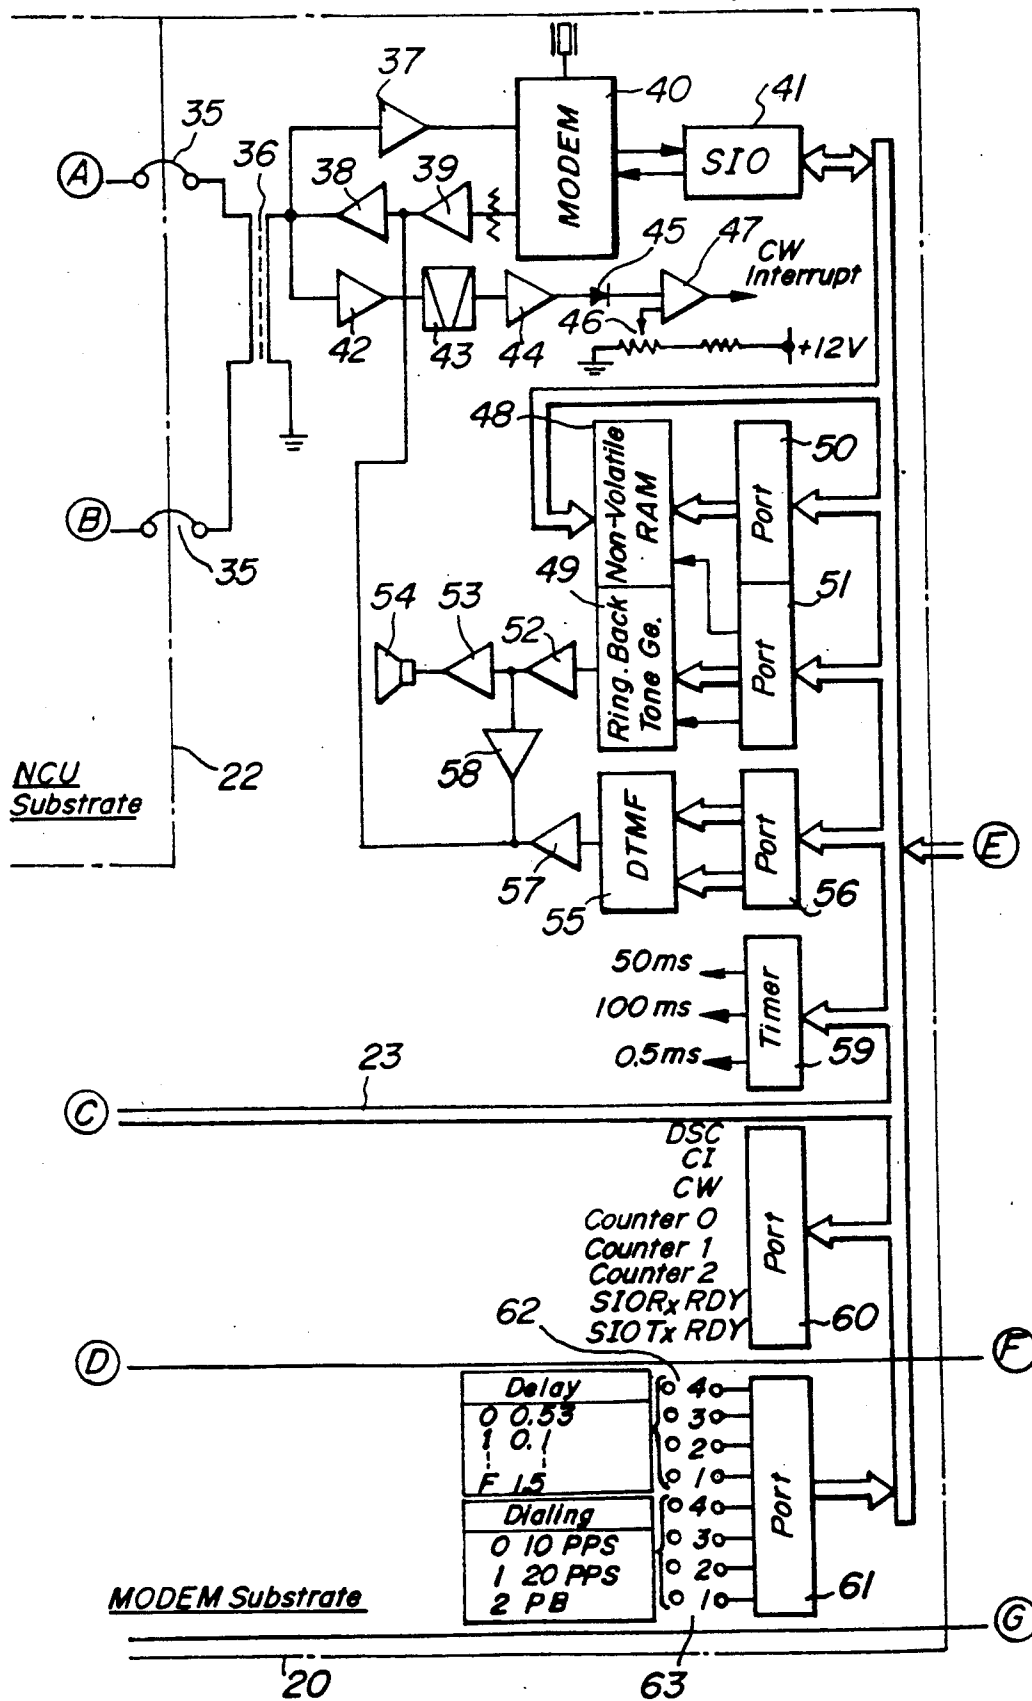 37
40
41
35
A
36
38
39
MODEM
SIO
45
47
CW
Interrupt
42
43
44
46
+12V
48
50
B
35
Non-Volatile
RAM
Port
49
51
54
53
52
Ring. Back
Tone Ge.
Port
58
NCU
Substrate
22
DTMF
Port
E
57
55
56
50ms
100ms
0.5ms
Timer
59
23
C
DSC
CI
CW
Counter 0
Counter 1
Counter 2
SIORx RDY
SIOTx RDY
Port
60
62
D
F
Delay
0 0.53
1 0.1
F 1.5
4
3
2
1
Dialing
0 10 PPS
1 20 PPS
2 PB
4
3
2
1
Port
61
MODEM Substrate
G
20
63